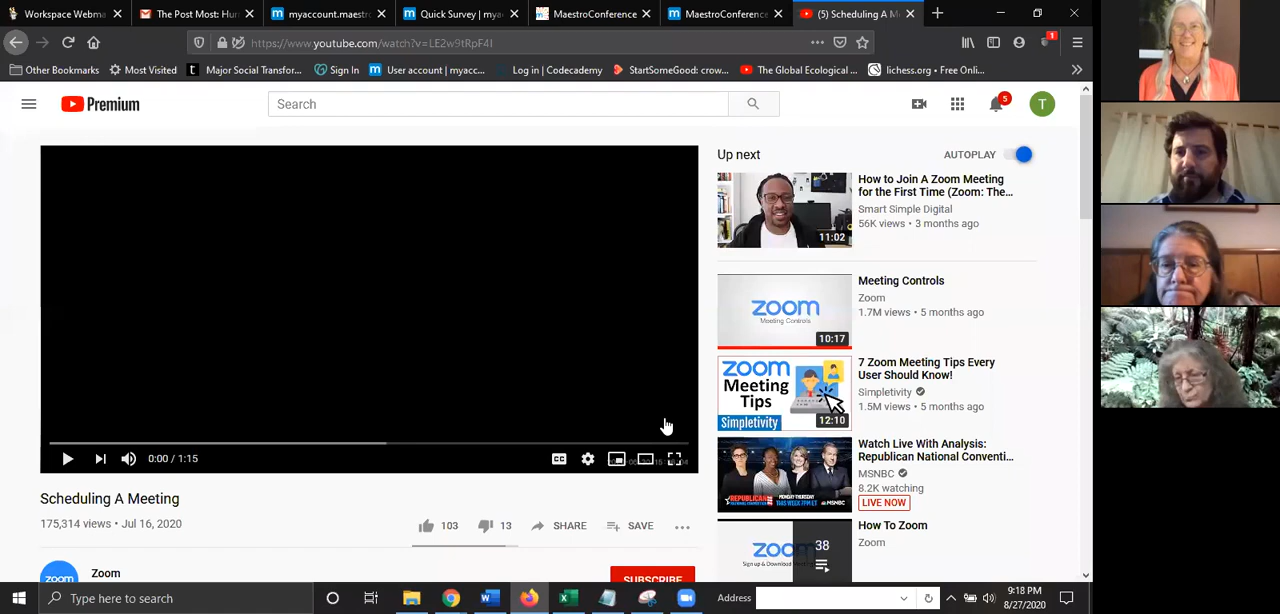 Workspace Webma
The Post Most: Hur
myaccount.maestro
Quick Survey | mya
MaestroConference
MaestroConference
(5) Scheduling A M
https://www.youtube.com/watch?v=LE2w9tRpF4I
1
Other Bookmarks
Most Visited
Major Social Transfor...
Sign In
User account | myacc...
Log in | Codecademy
StartSomeGood: crow...
The Global Ecological ...
lichess.org • Free Onli...
Premium
Search
5
T
Up next
AUTOPLAY
How to Join A Zoom Meeting
for the First Time (Zoom: The...
Smart Simple Digital
56K views • 3 months ago
11:02
Meeting Controls
Zoom
1.7M views • 5 months ago
zoom
Meeting Controls
10:17
7 Zoom Meeting Tips Every
User Should Know!
Simpletivity
1.5M views • 5 months ago
zoom
Meeting
Tips
Simpletivity
12:10
Watch Live With Analysis:
Republican National Conventi...
MSNBC
8.2K watching
LIVE NOW
How To Zoom
Zoom
38
0:00 / 1:15
CC
Scheduling A Meeting
175,314 views • Jul 16, 2020
103
13
SHARE
SAVE
zoom
Zoom
SUBSCRIBE
Type here to search
Address
9:18 PM
8/27/2020